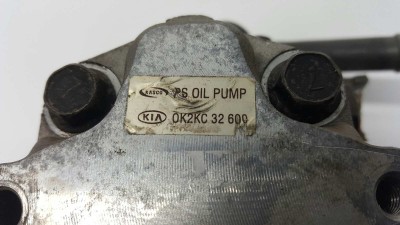 PS OIL PUMP
KIA 0K2KC 32 600